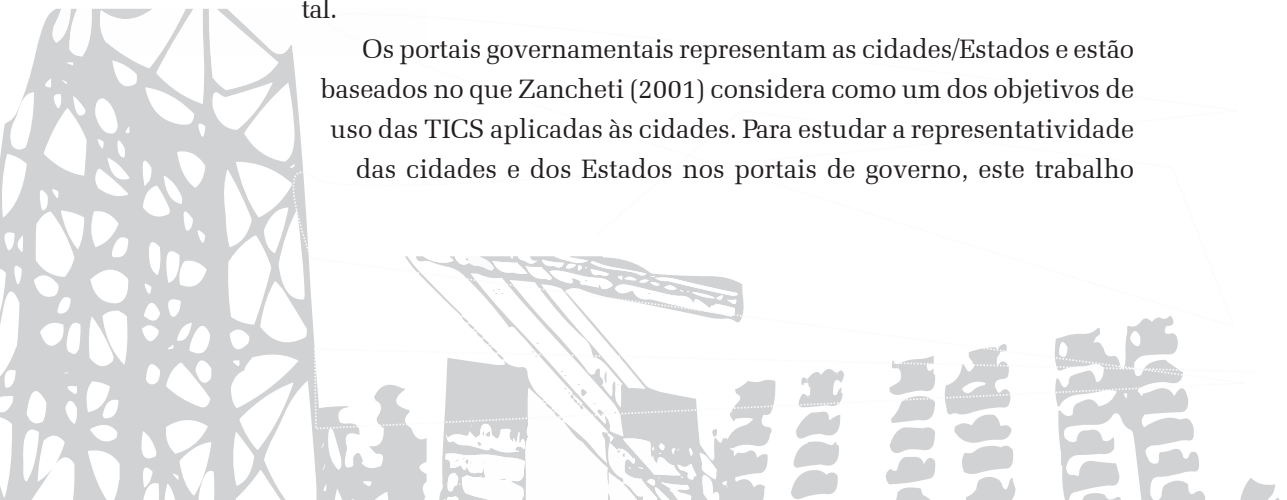 tal.
Os portais governamentais representam as cidades/Estados e estão
baseados no que Zancheti (2001) considera como um dos objetivos de
uso das TICS aplicadas às cidades. Para estudar a representatividade
das cidades e dos Estados nos portais de governo, este trabalho